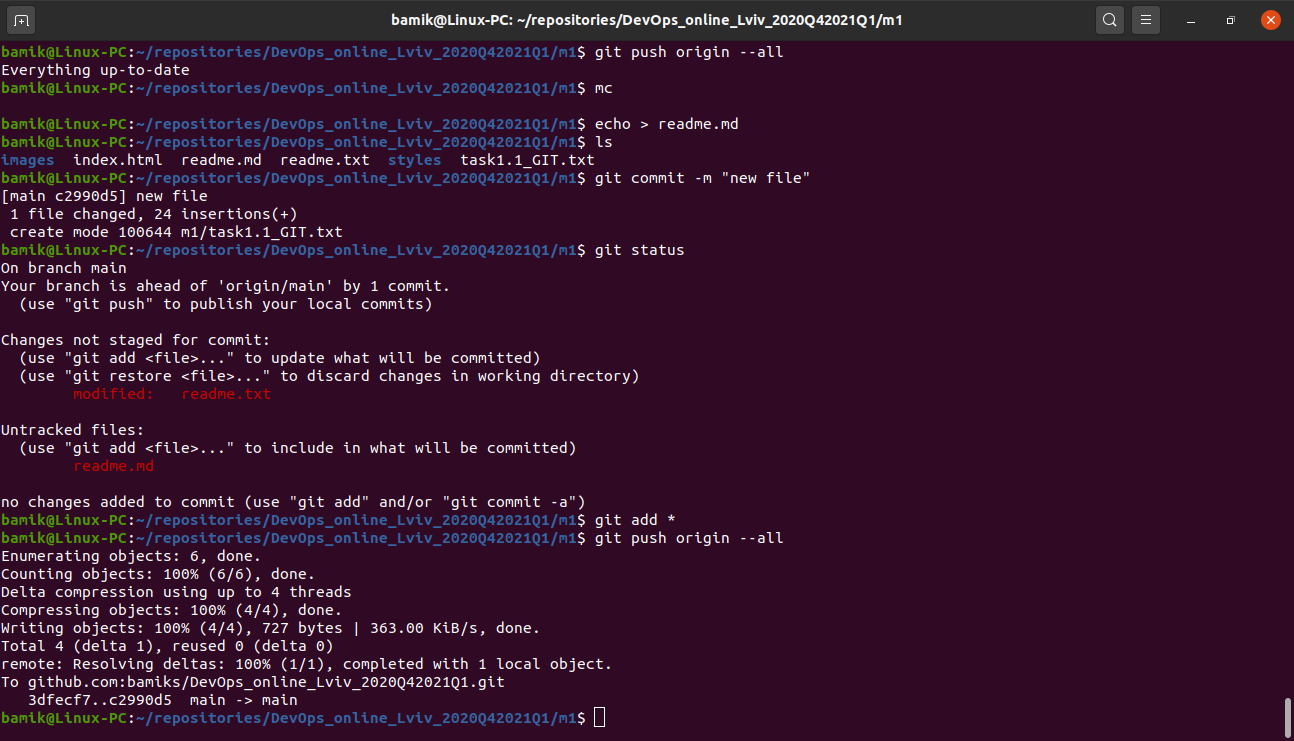 bamik@Linux-PC: ~/repositories/DevOps_online_Lviv_2020Q42021Q1/m1
bamik@Linux-PC:~/repositories/DevOps_online_Lviv_2020Q42021Q1/m1$ git push origin --all
Everything up-to-date
bamik@Linux-PC:~/repositories/DevOps_online_Lviv_2020Q42021Q1/m1$ mc
bamik@Linux-PC:~/repositories/DevOps_online_Lviv_2020Q42021Q1/m1$ echo > readme.md
bamik@Linux-PC:~/repositories/DevOps_online_Lviv_2020Q42021Q1/m1$ ls
images  index.html  readme.md  readme.txt  styles  task1.1_GIT.txt
bamik@Linux-PC:~/repositories/DevOps_online_Lviv_2020Q42021Q1/m1$ git commit -m "new file"
[main c2990d5] new file
 1 file changed, 24 insertions(+)
 create mode 100644 m1/task1.1_GIT.txt
bamik@Linux-PC:~/repositories/DevOps_online_Lviv_2020Q42021Q1/m1$ git status
On branch main
Your branch is ahead of 'origin/main' by 1 commit.
  (use "git push" to publish your local commits)
Changes not staged for commit:
  (use "git add <file>..." to update what will be committed)
  (use "git restore <file>..." to discard changes in working directory)
        modified:   readme.txt
Untracked files:
  (use "git add <file>..." to include in what will be committed)
        readme.md
no changes added to commit (use "git add" and/or "git commit -a")
bamik@Linux-PC:~/repositories/DevOps_online_Lviv_2020Q42021Q1/m1$ git add *
bamik@Linux-PC:~/repositories/DevOps_online_Lviv_2020Q42021Q1/m1$ git push origin --all
Enumerating objects: 6, done.
Counting objects: 100% (6/6), done.
Delta compression using up to 4 threads
Compressing objects: 100% (4/4), done.
Writing objects: 100% (4/4), 727 bytes | 363.00 KiB/s, done.
Total 4 (delta 1), reused 0 (delta 0)
remote: Resolving deltas: 100% (1/1), completed with 1 local object.
To github.com:bamiks/DevOps_online_Lviv_2020Q42021Q1.git
   3dfecf7..c2990d5  main -> main
bamik@Linux-PC:~/repositories/DevOps_online_Lviv_2020Q42021Q1/m1$